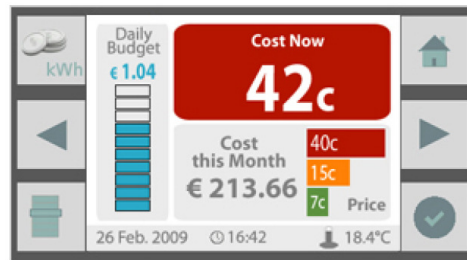 kWh
Daily
Budget
€ 1.04
Cost Now
42c
Cost
this Month
€ 213.66
40c
15c
7c
Price
26 Feb. 2009
16:42
18.4°C